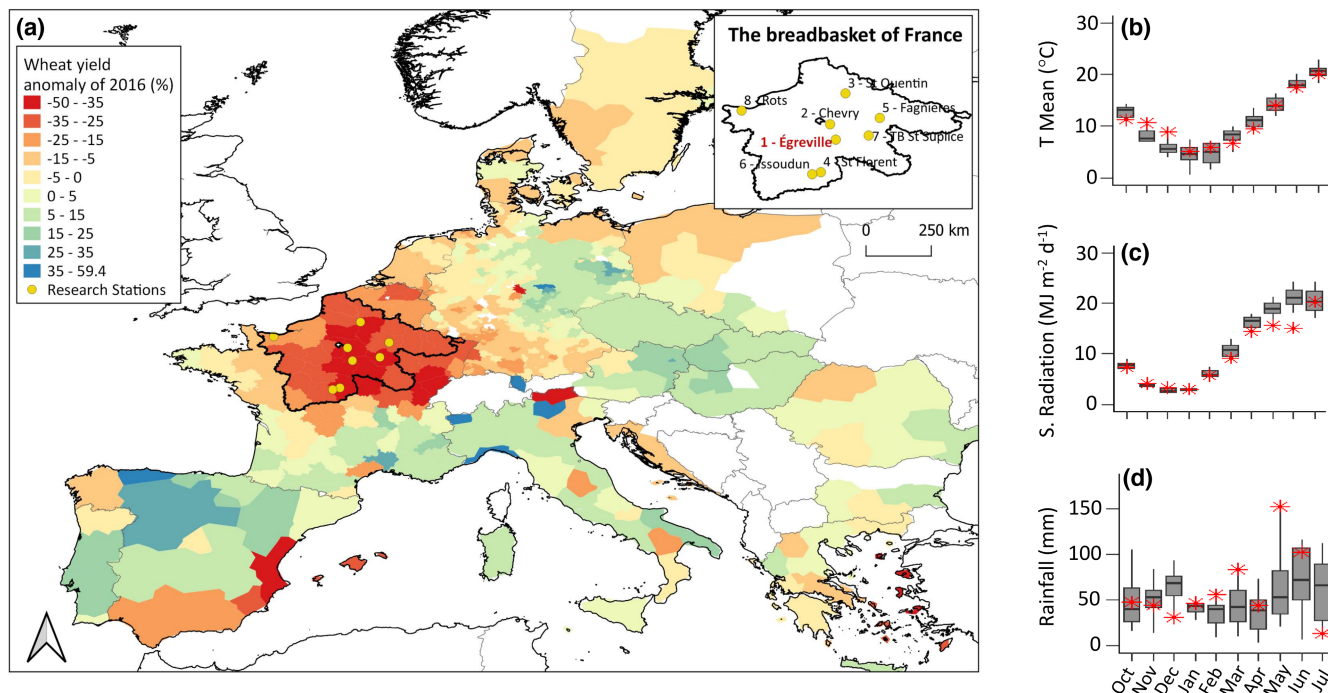 (a)
Wheat yield
anomaly of 2016 (%)
-50 - -35
-35 - -25
-25 - -15
-15 - -5
-5 - 0
0 - 5
5 - 15
15 - 25
25 - 35
35 - 59.4
Research Stations
The breadbasket of France
3 - St Quentin
8 - Rots
2 - Chevry
5 - Fagnières
1 - Égreville
7 - TB St Suplice
6 - Issoudun
4 - St Florent
0 250 km
(b)
T Mean (°C)
30
20
10
0
(c)
S. Radiation (MJ m-2 d-1)
30
20
10
0
(d)
Rainfall (mm)
150
100
50
0
Oct
Nov
Dec
Jan
Feb
Mar
Apr
May
Jun
Jul